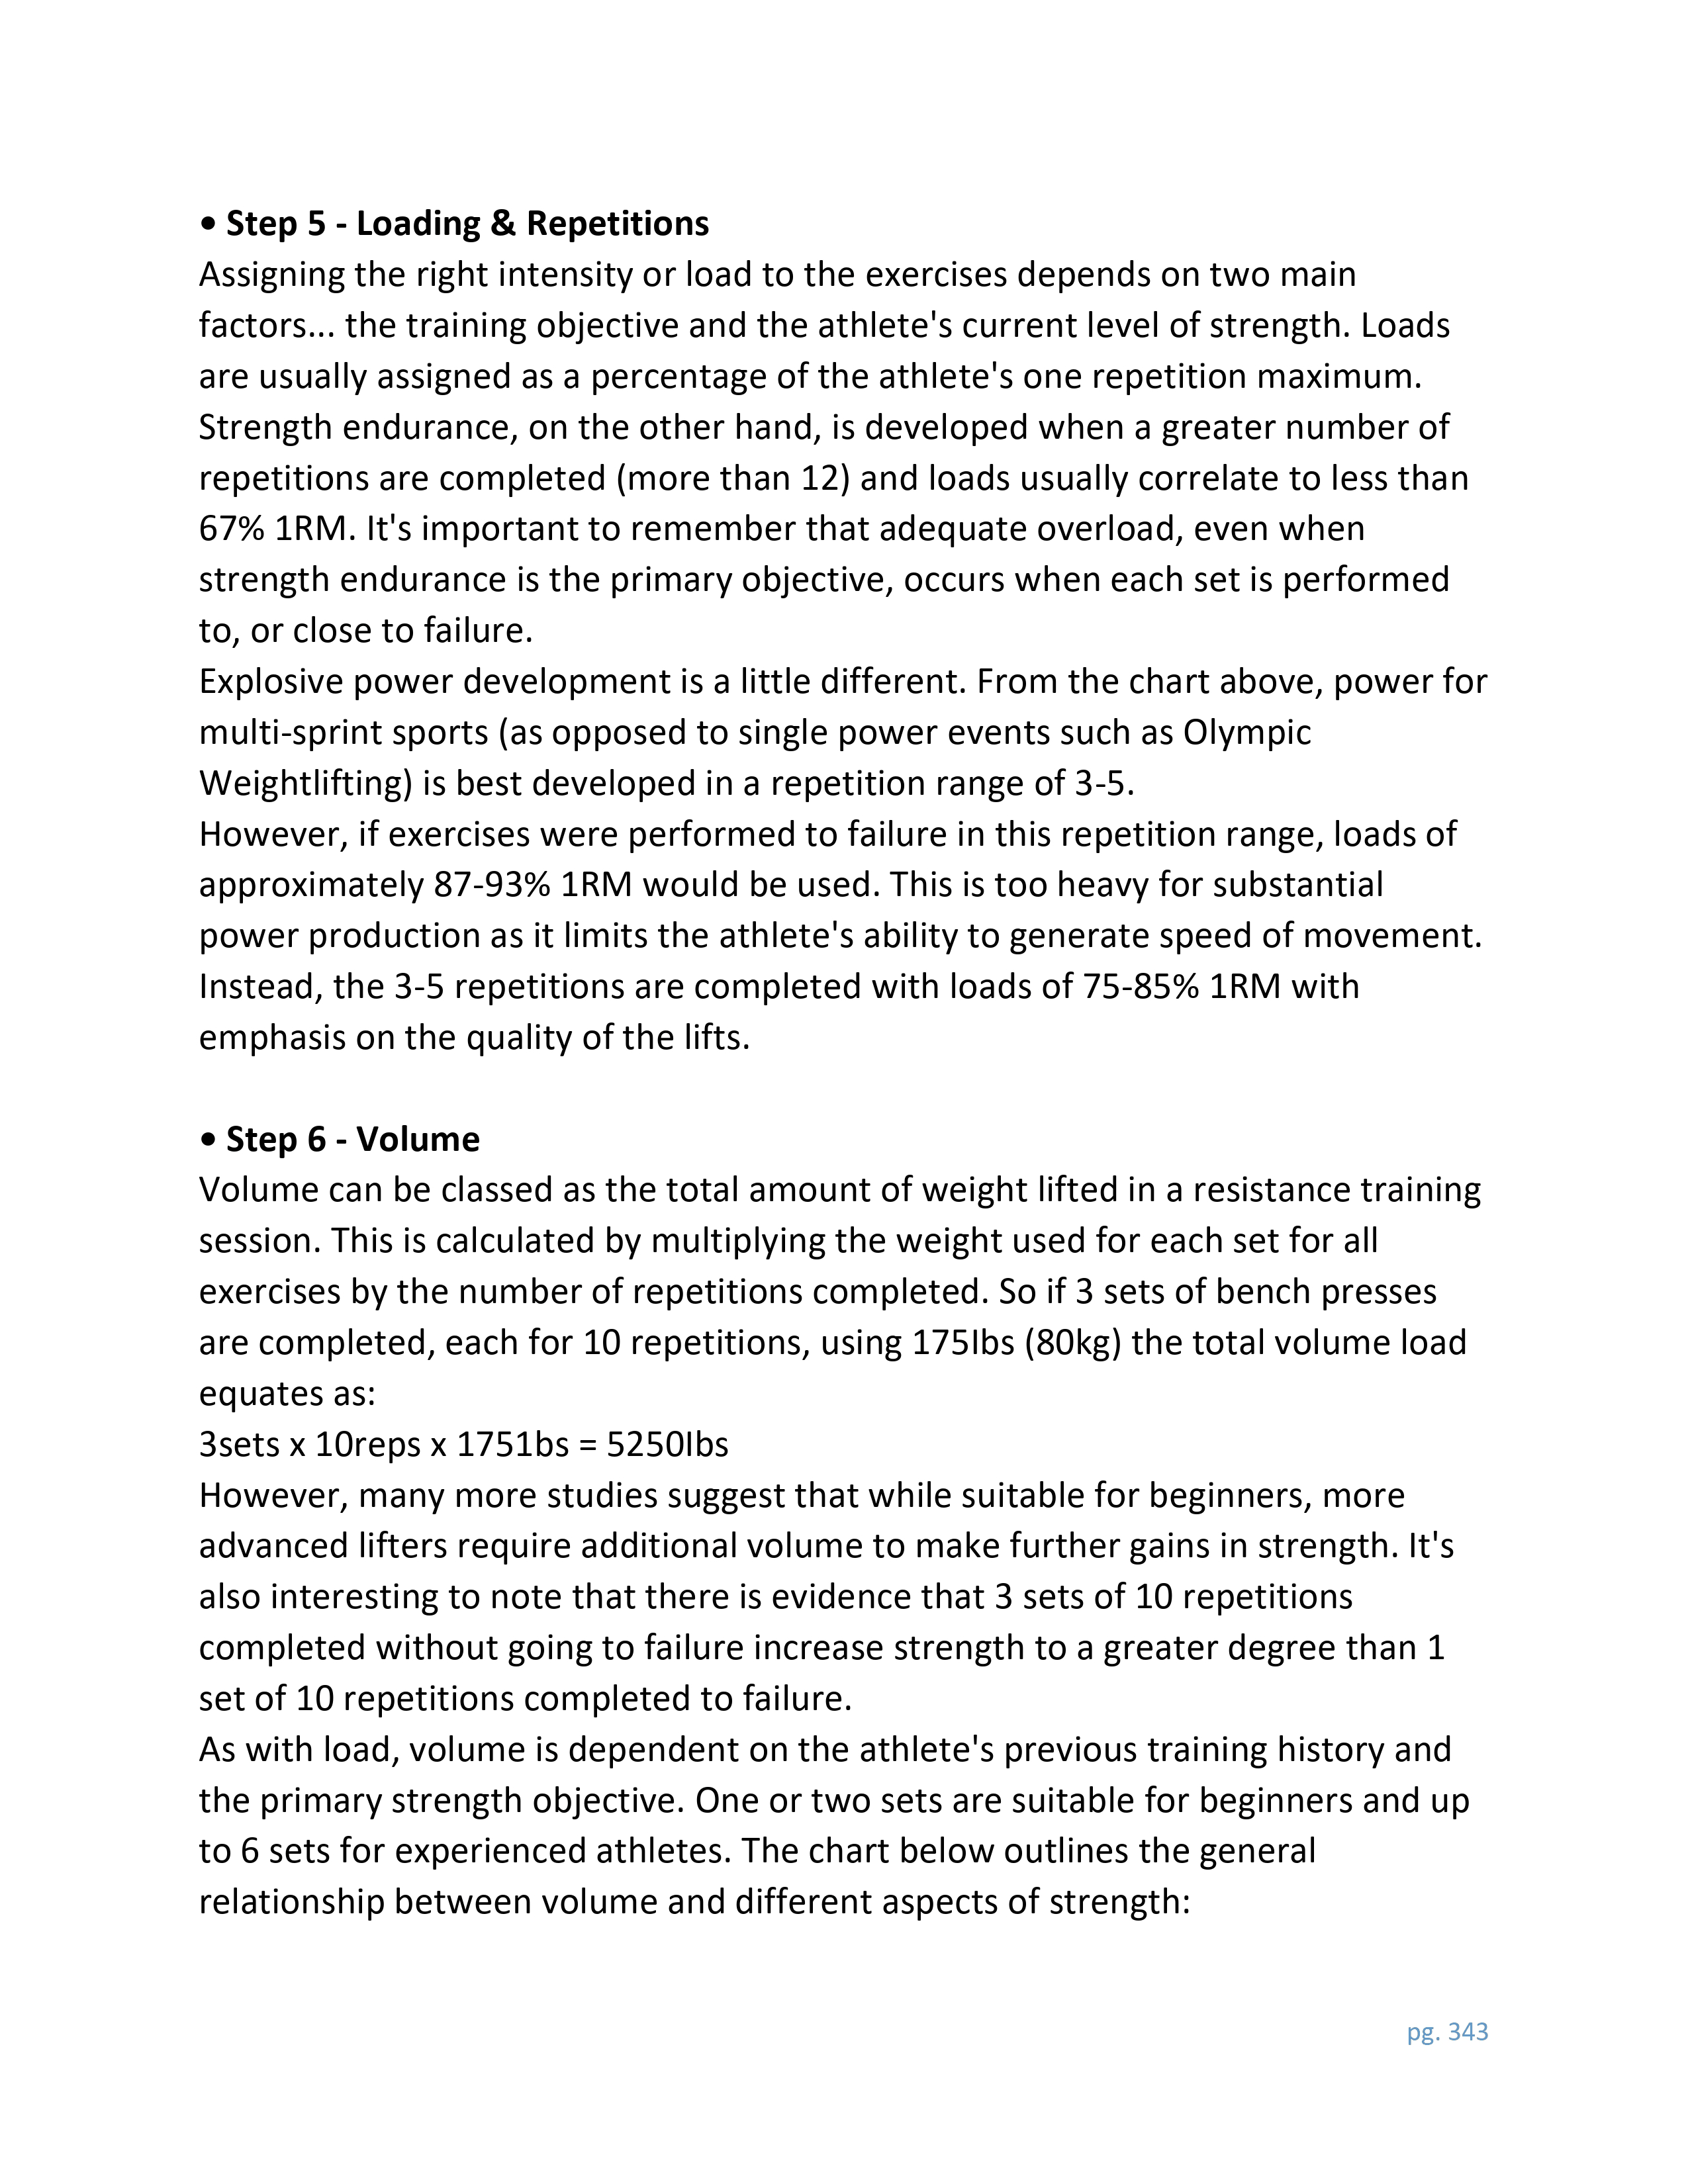 • Step 5 - Loading & Repetitions
Assigning the right intensity or load to the exercises depends on two main
factors... the training objective and the athlete's current level of strength. Loads
are usually assigned as a percentage of the athlete's one repetition maximum.
Strength endurance, on the other hand, is developed when a greater number of
repetitions are completed (more than 12) and loads usually correlate to less than
67% 1RM. It's important to remember that adequate overload, even when
strength endurance is the primary objective, occurs when each set is performed
to, or close to failure.
Explosive power development is a little different. From the chart above, power for
multi-sprint sports (as opposed to single power events such as Olympic
Weightlifting) is best developed in a repetition range of 3-5.
However, if exercises were performed to failure in this repetition range, loads of
approximately 87-93% 1RM would be used. This is too heavy for substantial
power production as it limits the athlete's ability to generate speed of movement.
Instead, the 3-5 repetitions are completed with loads of 75-85% 1RM with
emphasis on the quality of the lifts.
• Step 6 - Volume
Volume can be classed as the total amount of weight lifted in a resistance training
session. This is calculated by multiplying the weight used for each set for all
exercises by the number of repetitions completed. So if 3 sets of bench presses
are completed, each for 10 repetitions, using 175Ibs (80kg) the total volume load
equates as:
3sets x 10reps x 1751bs = 5250Ibs
However, many more studies suggest that while suitable for beginners, more
advanced lifters require additional volume to make further gains in strength. It's
also interesting to note that there is evidence that 3 sets of 10 repetitions
completed without going to failure increase strength to a greater degree than 1
set of 10 repetitions completed to failure.
As with load, volume is dependent on the athlete's previous training history and
the primary strength objective. One or two sets are suitable for beginners and up
to 6 sets for experienced athletes. The chart below outlines the general
relationship between volume and different aspects of strength:
pg. 343